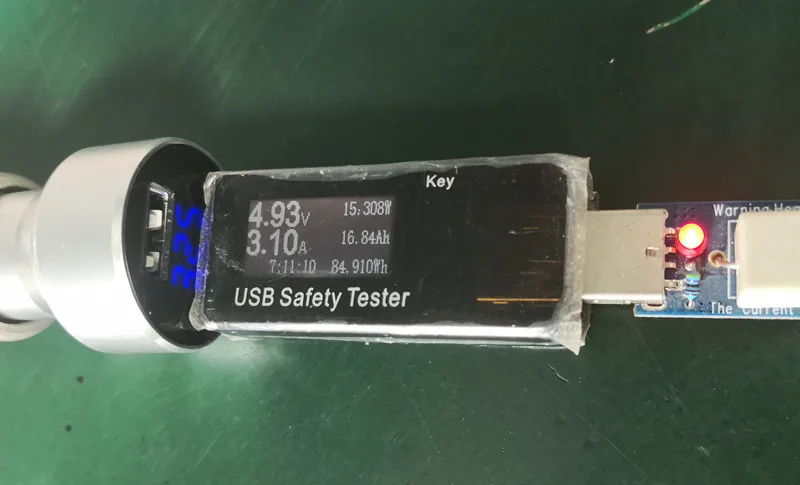 325
Key
4.93V 15.308W
3.10A 16.84Ah
7:11:10 84.910Wh
USB Safety Tester
Warning
The Current